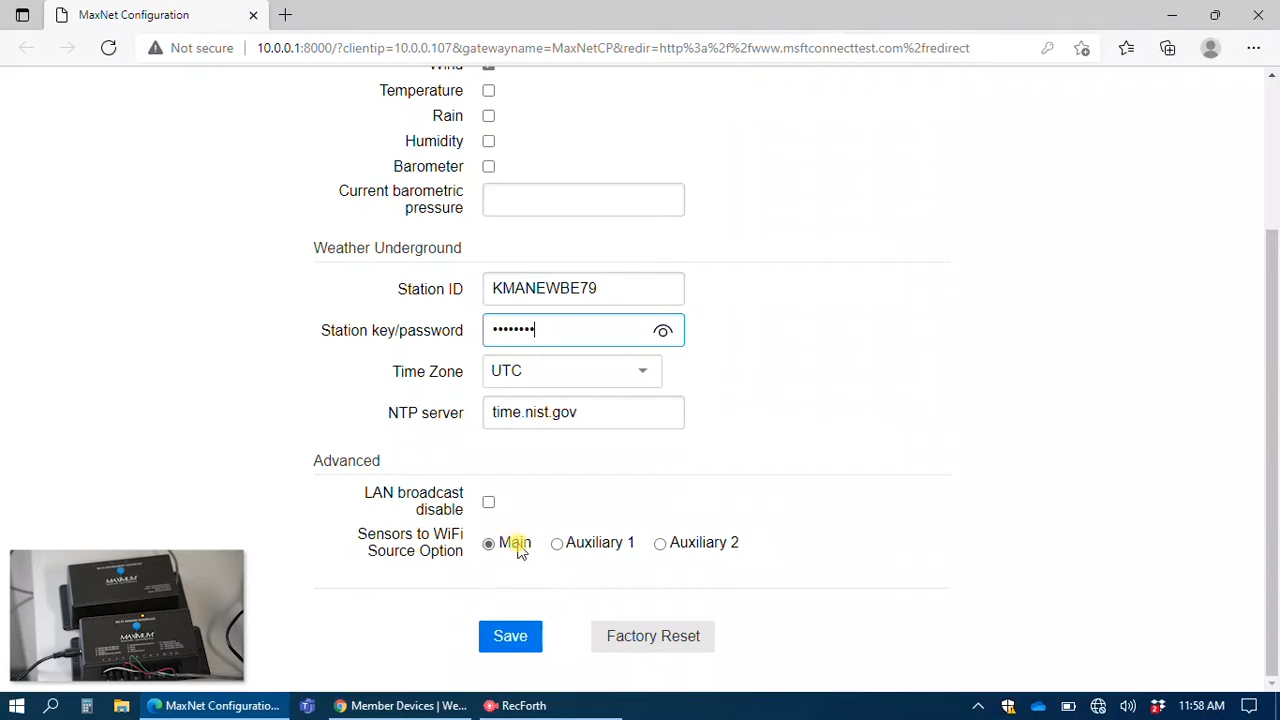 MaxNet Configuration
Not secure
10.0.0.1:8000/?clientip=10.0.0.107&gatewayname=MaxNetCP&redir=http%3a%2f%2fwww.msftconnecttest.com%2fredirect
Wind
Temperature
Rain
Humidity
Barometer
Current barometric
pressure
Weather Underground
Station ID KMANEWBE79
Station key/password ••••••••
Time Zone UTC
NTP server time.nist.gov
Advanced
LAN broadcast
disable
Sensors to WiFi
Source Option
Main Auxiliary 1 Auxiliary 2
Save Factory Reset
MAXIMUM
MAXIMUM
MaxNet Configuratio...
Member Devices | We...
RecForth
11:58 AM